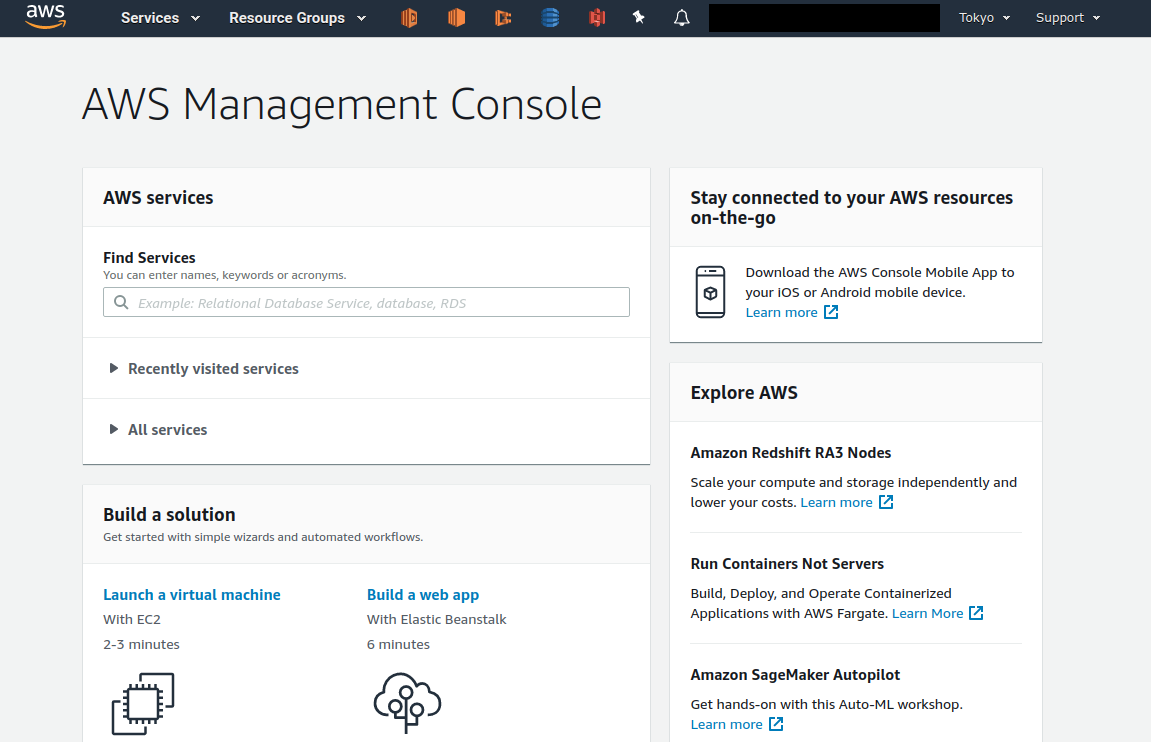 aws Services Resource Groups Tokyo Support
AWS Management Console
AWS services
Find Services
You can enter names, keywords or acronyms.
Example: Relational Database Service, database, RDS
Recently visited services
All services
Build a solution
Get started with simple wizards and automated workflows.
Launch a virtual machine
With EC2
2-3 minutes
Build a web app
With Elastic Beanstalk
6 minutes
Stay connected to your AWS resources
on-the-go
Download the AWS Console Mobile App to
your iOS or Android mobile device.
Learn more
Explore AWS
Amazon Redshift RA3 Nodes
Scale your compute and storage independently and
lower your costs. Learn more
Run Containers Not Servers
Build, Deploy, and Operate Containerized
Applications with AWS Fargate. Learn More
Amazon SageMaker Autopilot
Get hands-on with this Auto-ML workshop.
Learn more